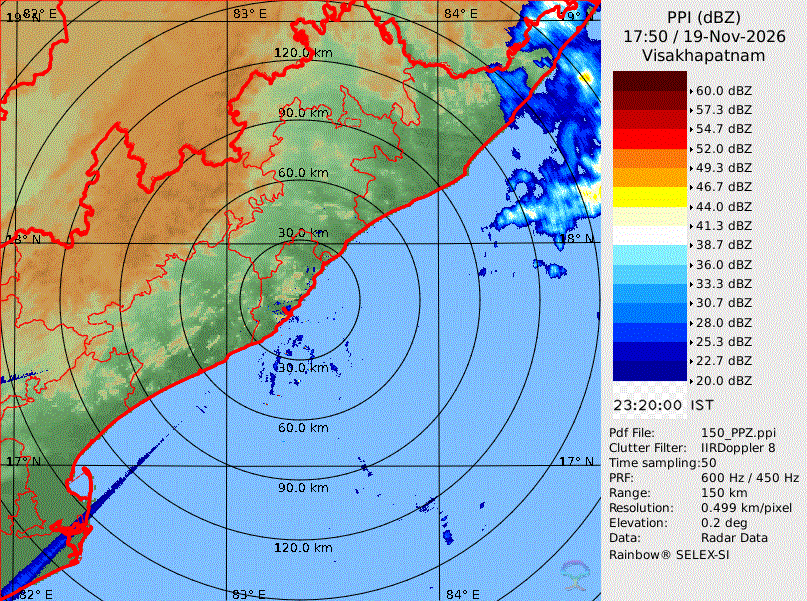 PPI (dBZ)
17:50 / 19-Nov-2026
Visakhapatnam
82° E
83° E
84° E
19° N
19° N
120.0 km
90.0 km
60.0 km
30.0 km
18° N
18° N
30.0 km
60.0 km
17° N
17° N
90.0 km
120.0 km
82° E
83° E
84° E
60.0 dBZ
57.3 dBZ
54.7 dBZ
52.0 dBZ
49.3 dBZ
46.7 dBZ
44.0 dBZ
41.3 dBZ
38.7 dBZ
36.0 dBZ
33.3 dBZ
30.7 dBZ
28.0 dBZ
25.3 dBZ
22.7 dBZ
20.0 dBZ
23:20:00 IST
Pdf File: 150_PPZ.ppi
Clutter Filter: IIRDoppler 8
Time sampling:50
PRF: 600 Hz / 450 Hz
Range: 150 km
Resolution: 0.499 km/pixel
Elevation: 0.2 deg
Data: Radar Data
Rainbow® SELEX-SI